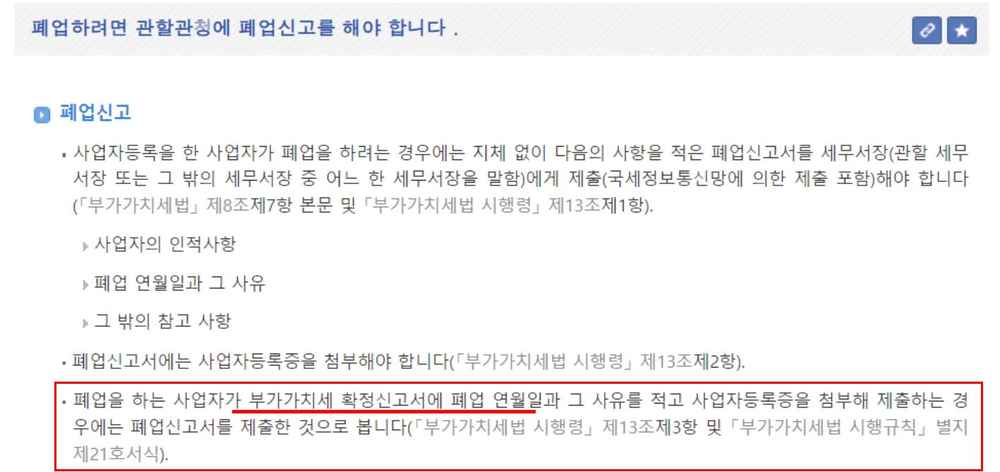 폐업하려면 관할관청에 폐업신고를 해야 합니다 .
폐업신고
▪ 사업자등록을 한 사업자가 폐업을 하려는 경우에는 지체 없이 다음의 사항을 적은 폐업신고서를 세무서장(관할 세무
서장 또는 그 밖의 세무서장 중 어느 한 세무서장을 말함)에게 제출(국세정보통신망에 의한 제출 포함)해야 합니다
(「부가가치세법」 제8조제7항 본문 및 「부가가치세법 시행령」 제13조제1항).
사업자의 인적사항
폐업 연월일과 그 사유
그 밖의 참고 사항
▪ 폐업신고서에는 사업자등록증을 첨부해야 합니다(「부가가치세법 시행령」 제13조제2항).
▪ 폐업을 하는 사업자가 부가가치세 확정신고서에 폐업 연월일과 그 사유를 적고 사업자등록증을 첨부해 제출하는 경
우에는 폐업신고서를 제출한 것으로 봅니다(「부가가치세법 시행령」 제13조제3항 및 「부가가치세법 시행규칙」 별지
제21호서식).